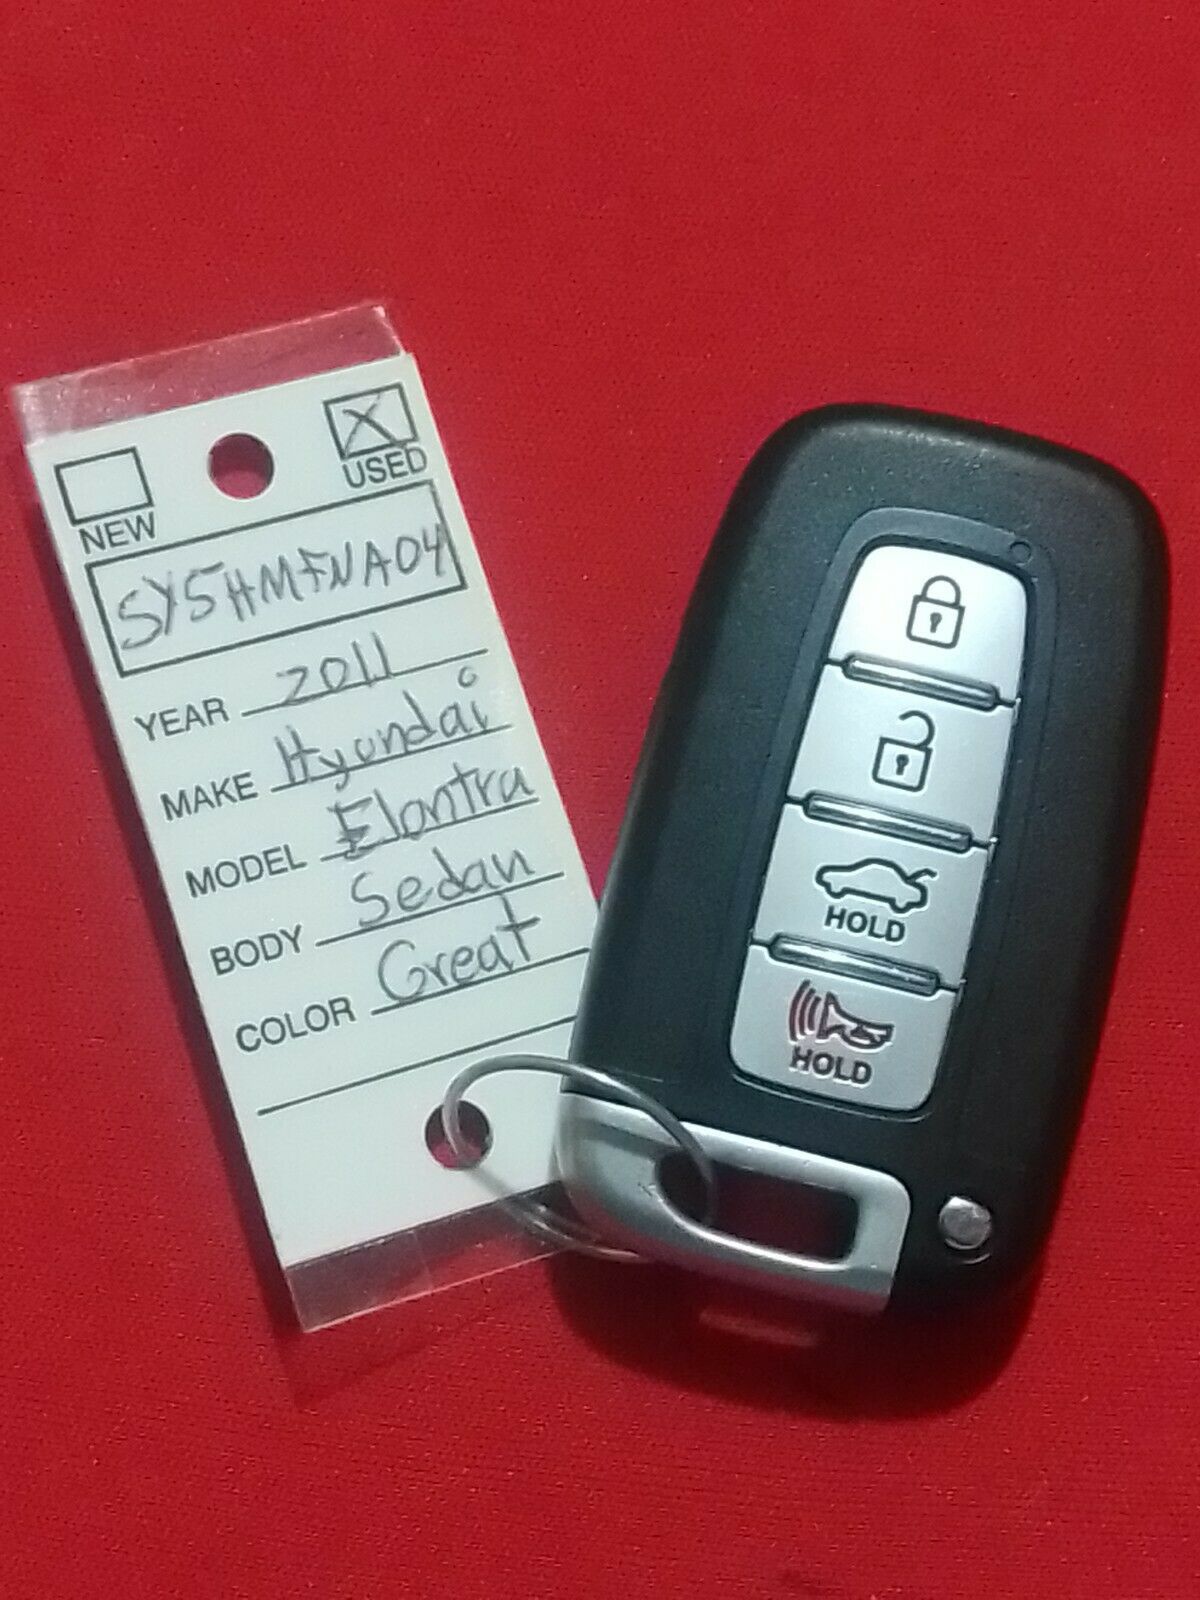 X
NEW USED
SY5HMFNA04
YEAR 2011
MAKE Hyundai
MODEL Elantra
BODY Sedan
COLOR Great
HOLD
HOLD